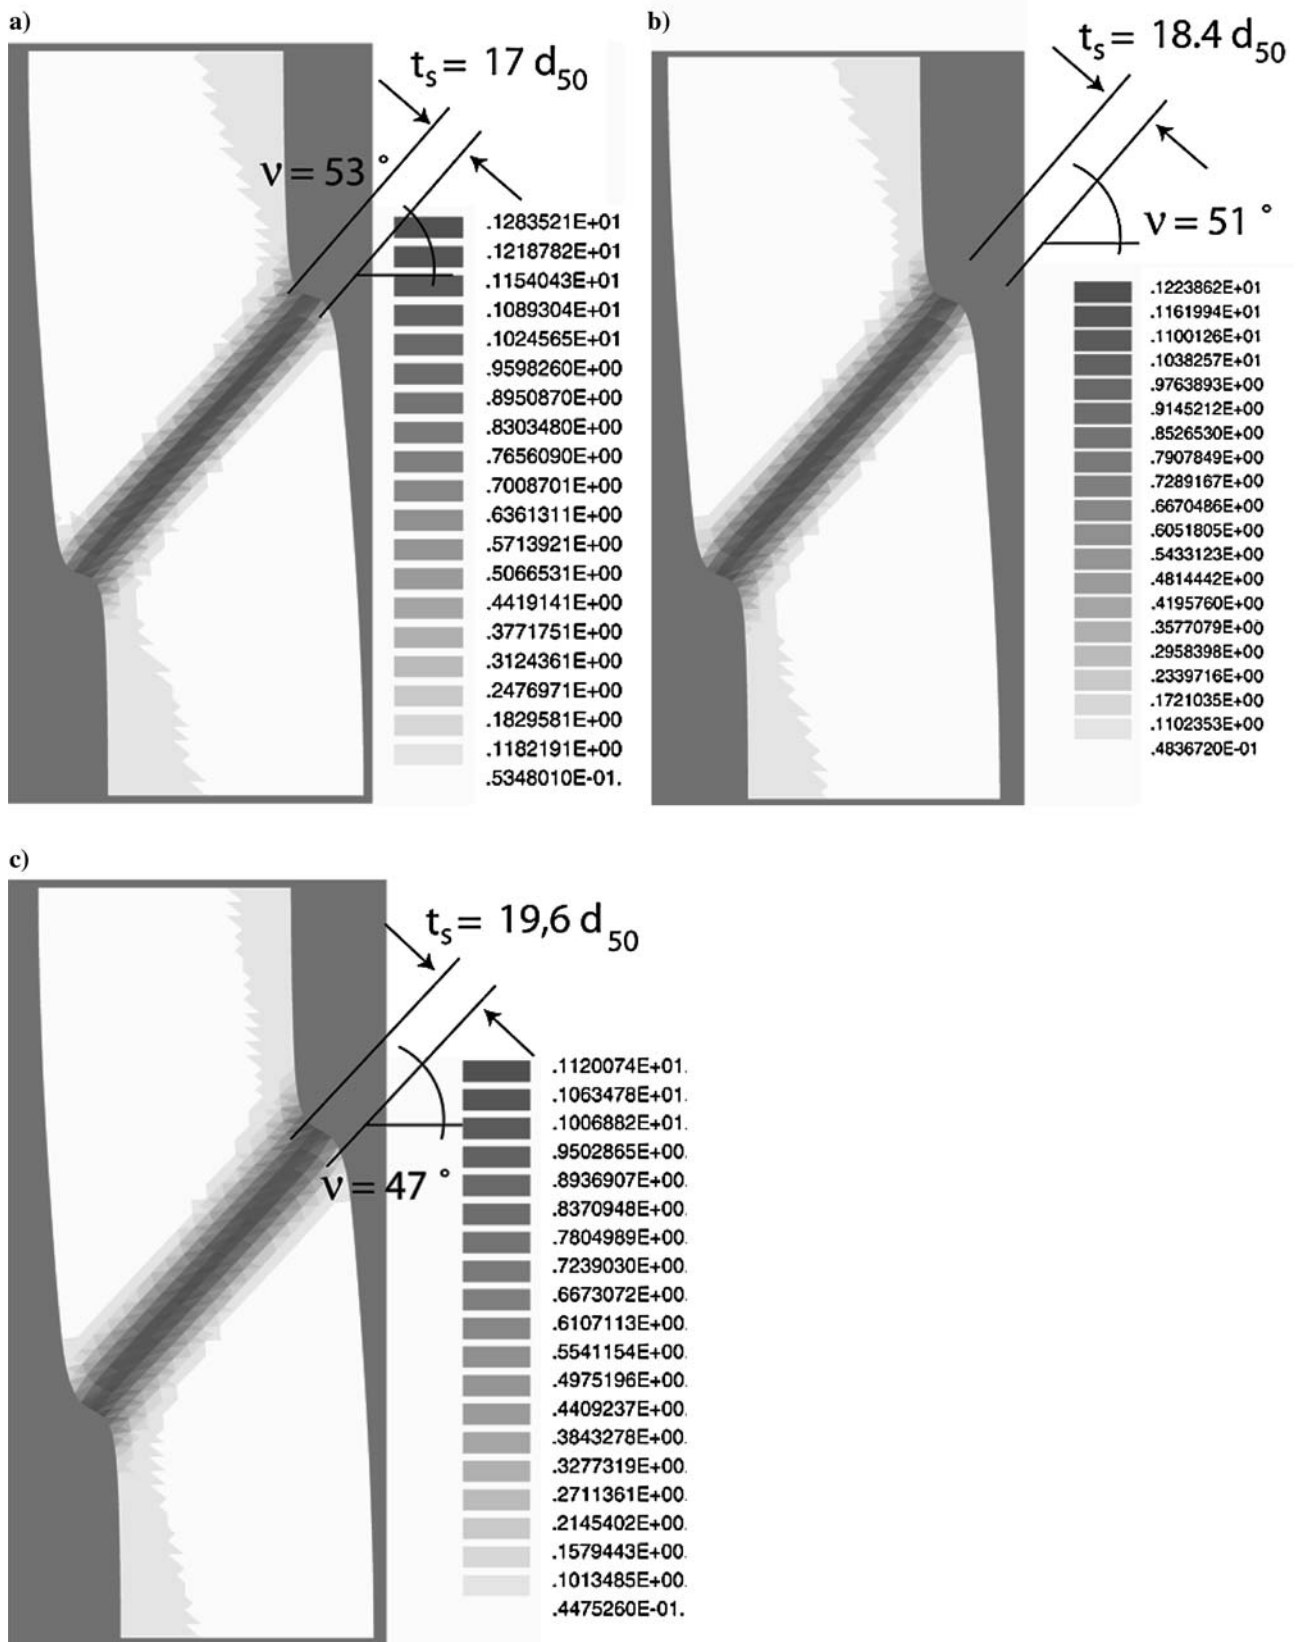 a)
t_s = 17 d_50
ν = 53 °
.1283521E+01
.1218782E+01
.1154043E+01
.1089304E+01
.1024565E+01
.9598260E+00
.8950870E+00
.8303480E+00
.7656090E+00
.7008701E+00
.6361311E+00
.5713921E+00
.5066531E+00
.4419141E+00
.3771751E+00
.3124361E+00
.2476971E+00
.1829581E+00
.1182191E+00
.5348010E-01.
b)
t_s = 18.4 d_50
ν = 51 °
.1223862E+01
.1161994E+01
.1100126E+01
.1038257E+01
.9763893E+00
.9145212E+00
.8526530E+00
.7907849E+00
.7289167E+00
.6670486E+00
.6051805E+00
.5433123E+00
.4814442E+00
.4195760E+00
.3577079E+00
.2958398E+00
.2339716E+00
.1721035E+00
.1102353E+00
.4836720E-01
c)
t_s = 19,6 d_50
ν = 47 °
.1120074E+01.
.1063478E+01.
.1006882E+01.
.9502865E+00.
.8936907E+00.
.8370948E+00.
.7804989E+00.
.7239030E+00.
.6673072E+00.
.6107113E+00.
.5541154E+00.
.4975196E+00.
.4409237E+00.
.3843278E+00.
.3277319E+00.
.2711361E+00.
.2145402E+00.
.1579443E+00.
.1013485E+00.
.4475260E-01.